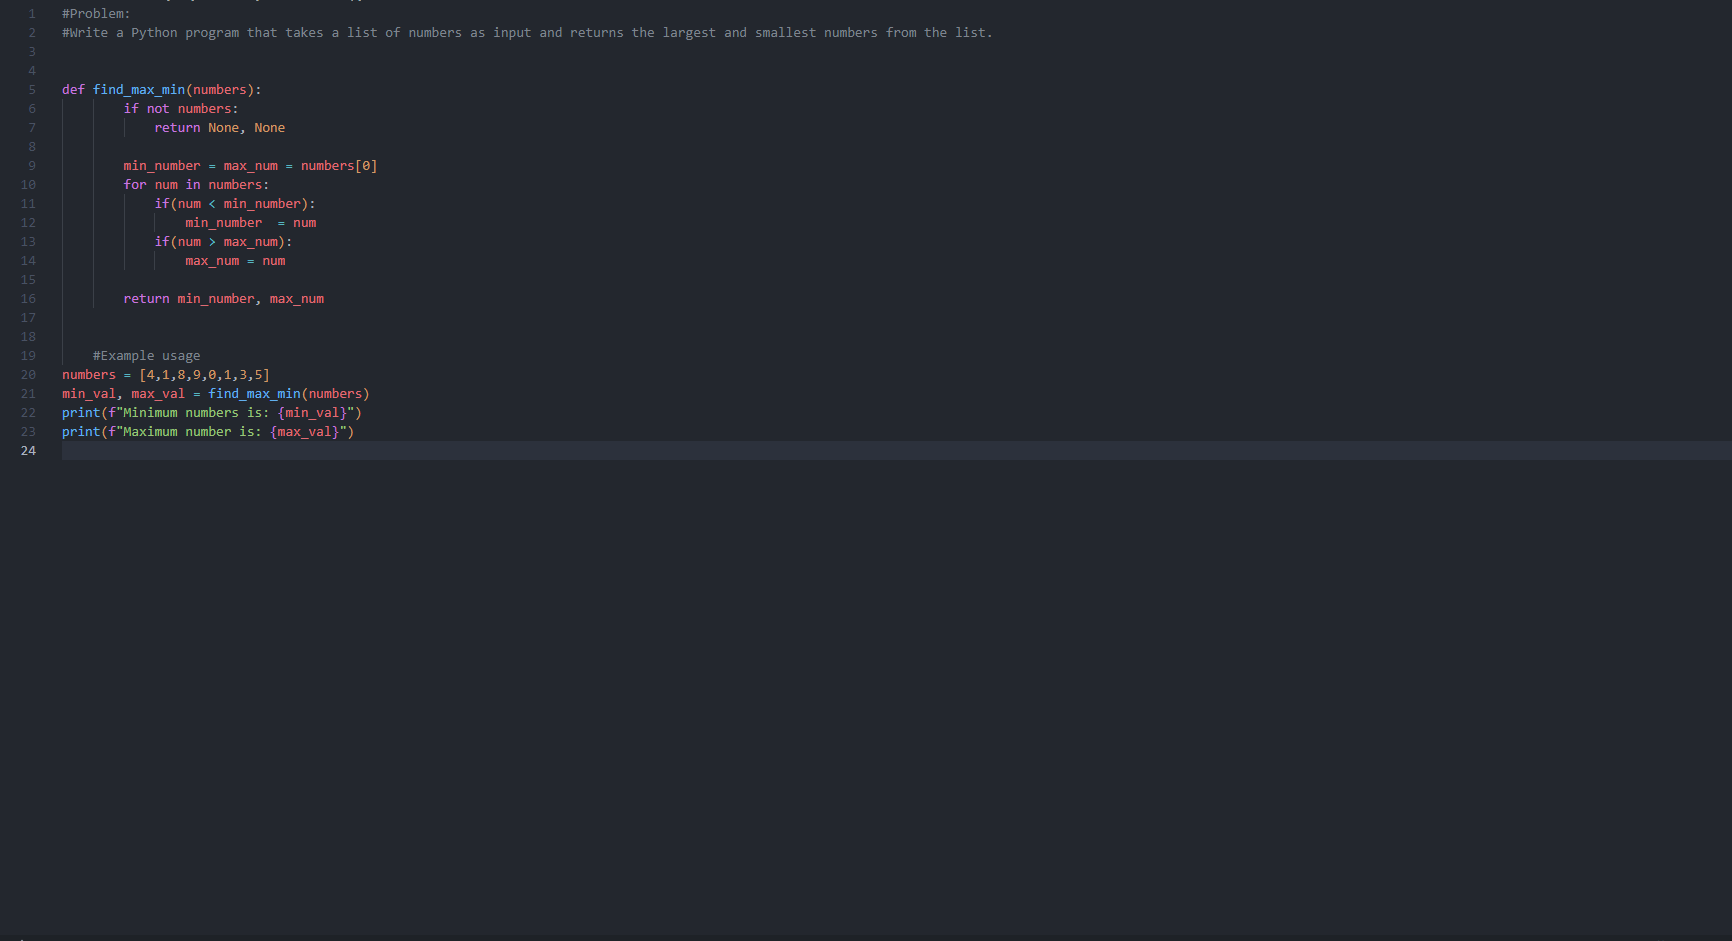 1 #Problem:
2 #Write a Python program that takes a list of numbers as input and returns the largest and smallest numbers from the list.
3
4
5 def find_max_min(numbers):
6         if not numbers:
7             return None, None
8
9         min_number = max_num = numbers[0]
10         for num in numbers:
11             if(num < min_number):
12                 min_number  = num
13             if(num > max_num):
14                 max_num = num
15
16         return min_number, max_num
17
18
19     #Example usage
20 numbers = [4,1,8,9,0,1,3,5]
21 min_val, max_val = find_max_min(numbers)
22 print(f"Minimum numbers is: {min_val}")
23 print(f"Maximum number is: {max_val}")
24